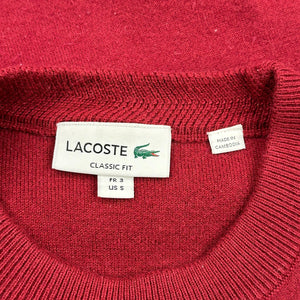 LACOSTE
CLASSIC FIT
FR 3
US S
MADE IN
CAMBODIA